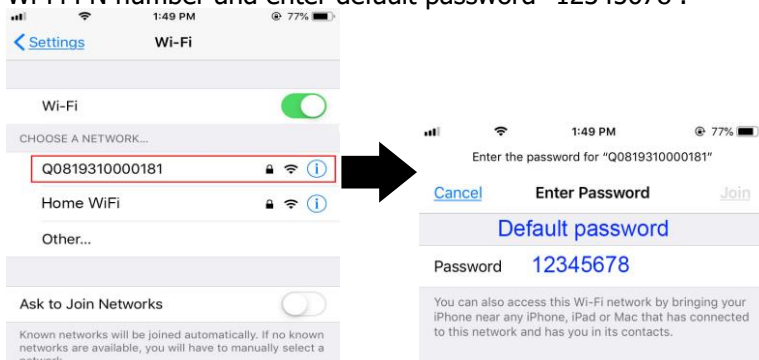 Wi-Fi PN number and enter default password "12345678".
1:49 PM 77%
Settings Wi-Fi
Wi-Fi
CHOOSE A NETWORK...
Q0819310000181
Home WiFi
Other...
Ask to Join Networks
Known networks will be joined automatically. If no known
networks are available, you will have to manually select a
network.
1:49 PM 77%
Enter the password for "Q0819310000181"
Cancel Enter Password Join
Default password
Password 12345678
You can also access this Wi-Fi network by bringing your
iPhone near any iPhone, iPad or Mac that has connected
to this network and has you in its contacts.